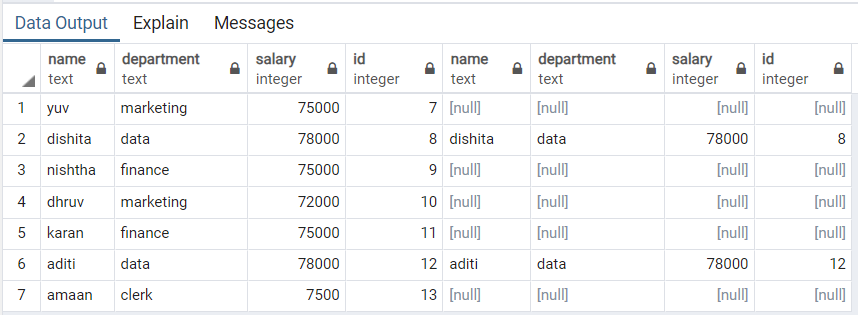 Data Output Explain Messages
name department salary id name department salary id
text text integer integer text text integer integer
1 yuv marketing 75000 7 [null] [null] [null] [null]
2 dishita data 78000 8 dishita data 78000 8
3 nishtha finance 75000 9 [null] [null] [null] [null]
4 dhruv marketing 72000 10 [null] [null] [null] [null]
5 karan finance 75000 11 [null] [null] [null] [null]
6 aditi data 78000 12 aditi data 78000 12
7 amaan clerk 7500 13 [null] [null] [null] [null]